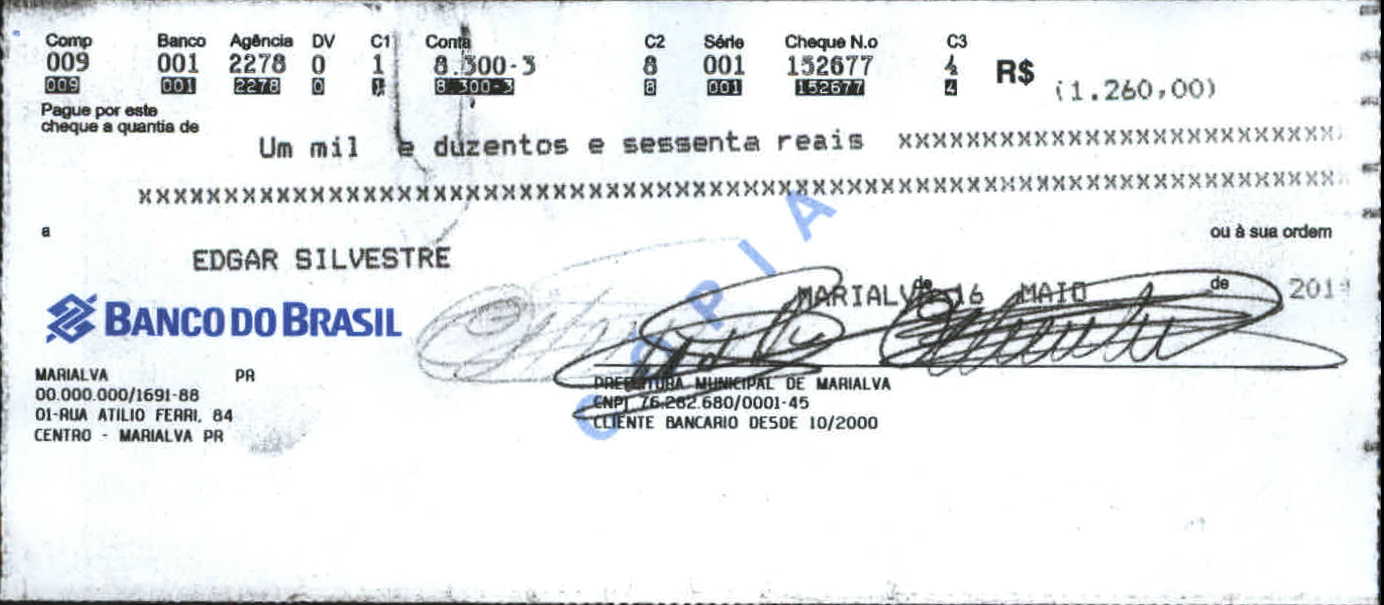 Comp Banco Agência DV C1 Conta C2 Série Cheque N.o C3
009 001 2278 0 1 8.300-3 8 001 152677 4 R$ (1.260,00)
009 001 2278 0 1 8.300-3 8 001 152677 4
Pague por este
cheque a quantia de
Um mil e duzentos e sessenta reais xxxxxxxxxxxxxxxxxxxxxxxxxx
xxxxxxxxxxxxxxxxxxxxxxxxxxxxxxxxxxxxxxxxxxxxxxxxxxxxxxxxxxxxxxxxxxxxxx
a ou à sua ordem
EDGAR SILVESTRE
MARIALVA de 16 MAIO de
BANCO DO BRASIL
MARIALVA PR
00.000.000/1691-88
01-RUA ATILIO FERRI, 84
CENTRO - MARIALVA PR
PREFEITURA MUNICIPAL DE MARIALVA
CNPJ 76.282.680/0001-45
CLIENTE BANCARIO DESDE 10/2000
COPIA